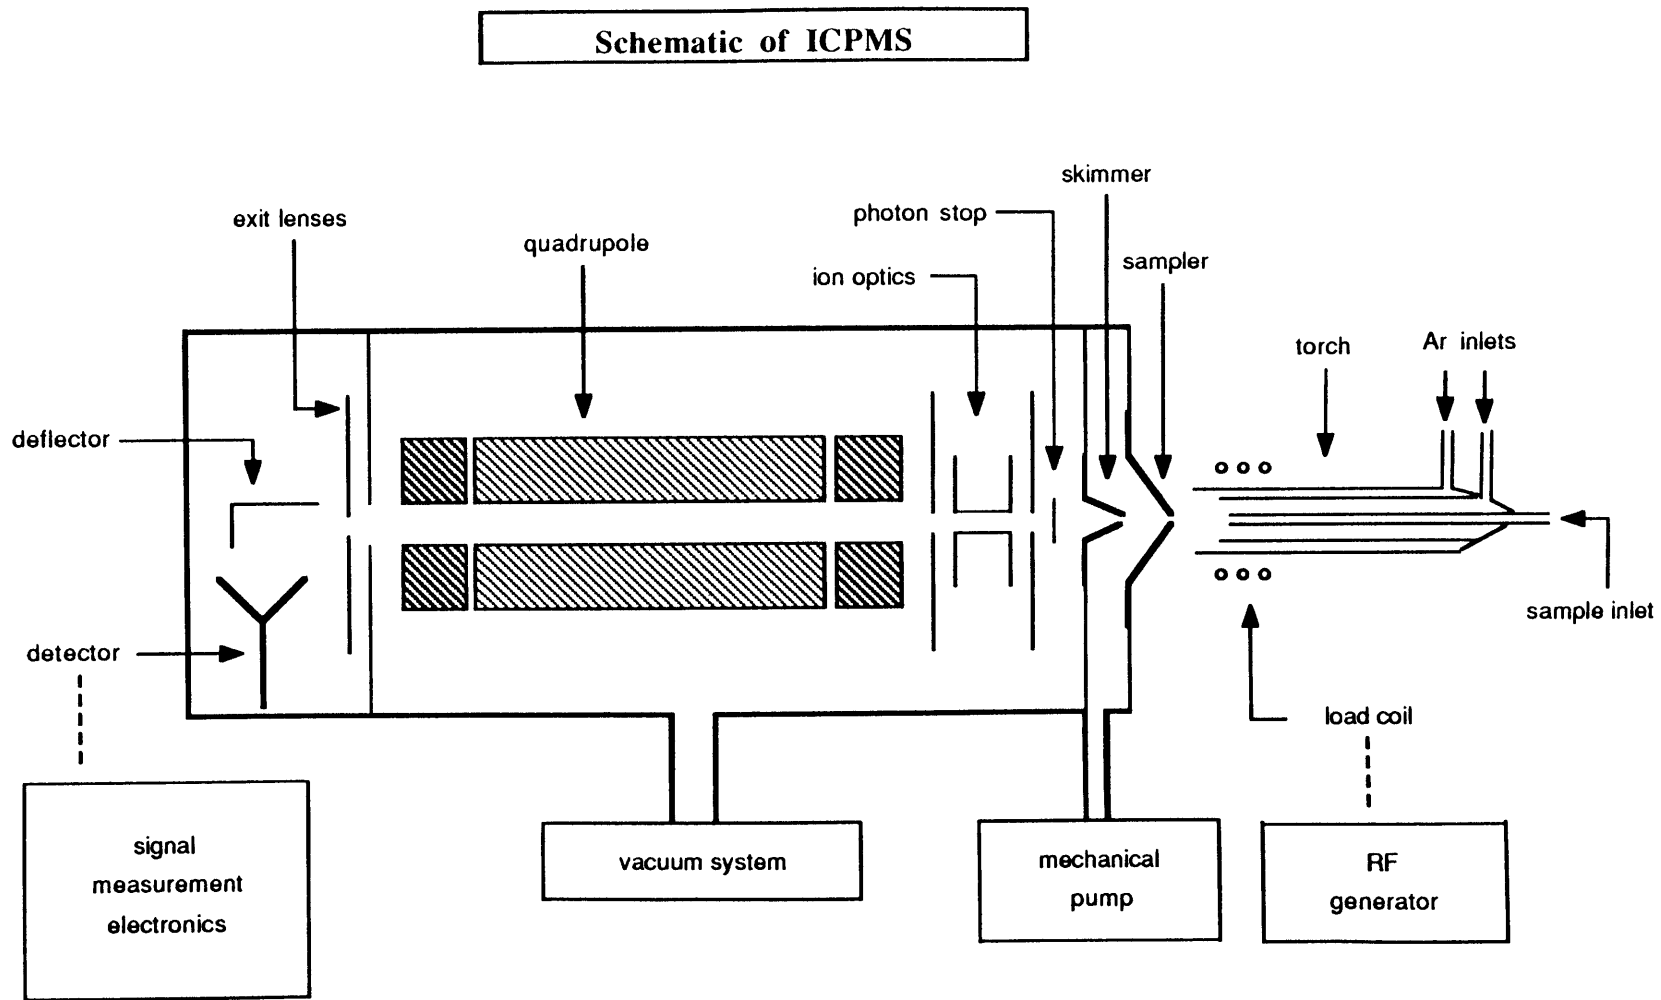 Schematic of ICPMS
skimmer
photon stop
exit lenses
quadrupole
sampler
ion optics
torch
Ar inlets
deflector
sample inlet
detector
load coil
signal
measurement
electronics
vacuum system
mechanical
pump
RF
generator